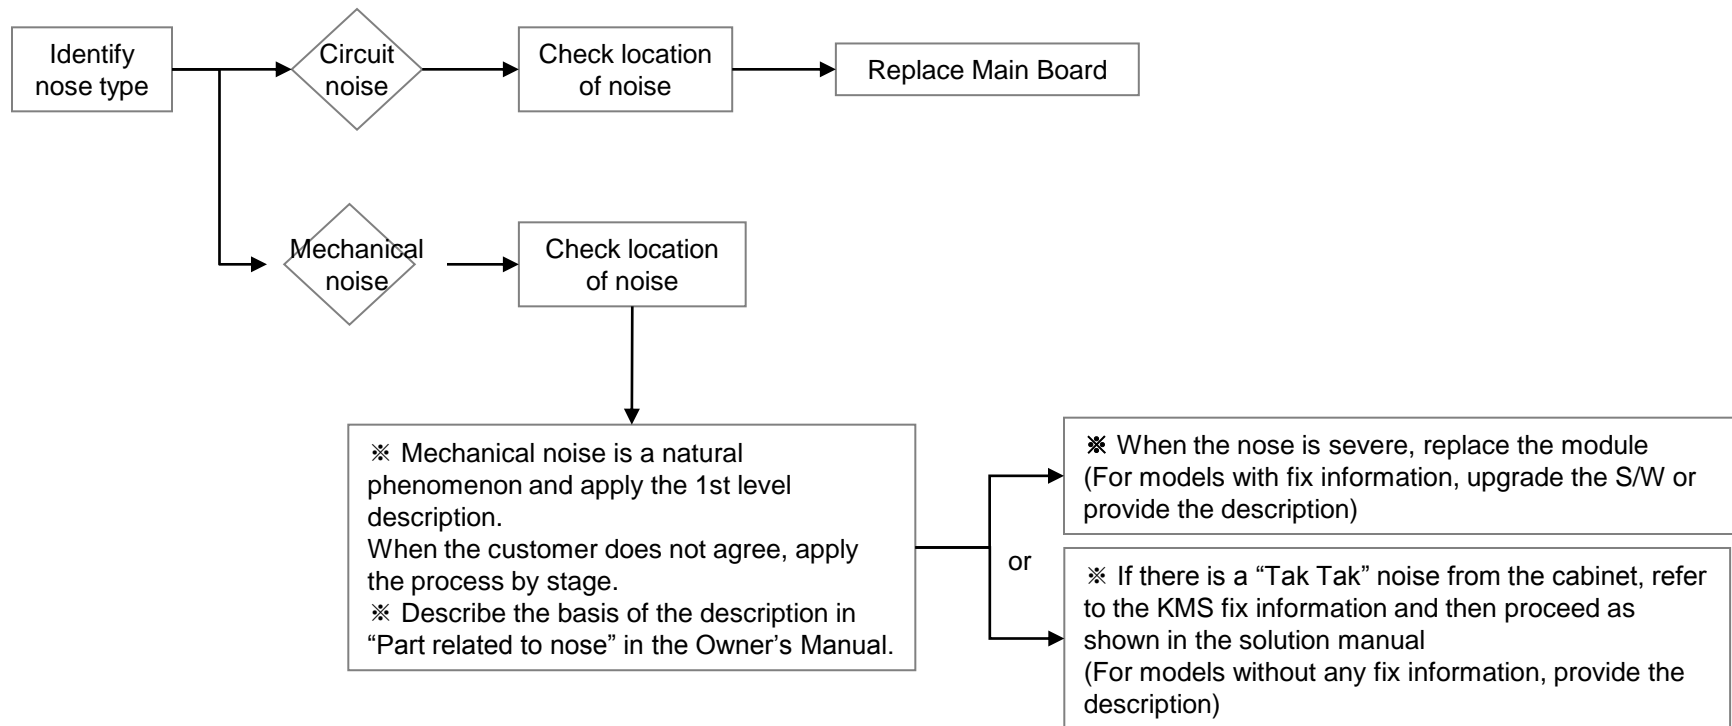 Identify
nose type
Circuit
noise
Check location
of noise
Replace Main Board
Mechanical
noise
Check location
of noise
※ Mechanical noise is a natural
phenomenon and apply the 1st level
description.
When the customer does not agree, apply
the process by stage.
※ Describe the basis of the description in
“Part related to nose” in the Owner’s Manual.
or
※ When the nose is severe, replace the module
(For models with fix information, upgrade the S/W or
provide the description)
※ If there is a “Tak Tak” noise from the cabinet, refer
to the KMS fix information and then proceed as
shown in the solution manual
(For models without any fix information, provide the
description)